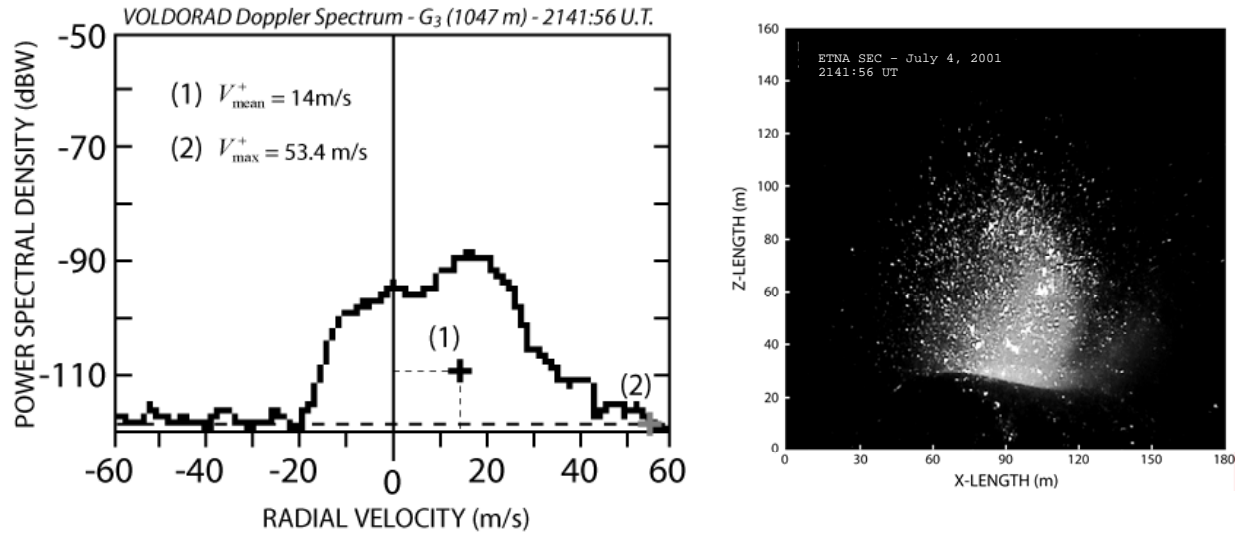 VOLDORAD Doppler Spectrum - G₃ (1047 m) - 2141:56 U.T.
POWER SPECTRAL DENSITY (dBW)
-50
-70
-90
-110
(1) V⁺mean = 14m/s
(2) V⁺max = 53.4 m/s
(1)
(2)
-60 -40 -20 0 20 40 60
RADIAL VELOCITY (m/s)
ETNA SEC - July 4, 2001
2141:56 UT
Z-LENGTH (m)
160
140
120
100
80
60
40
20
0
0 30 60 90 120 150 180
X-LENGTH (m)